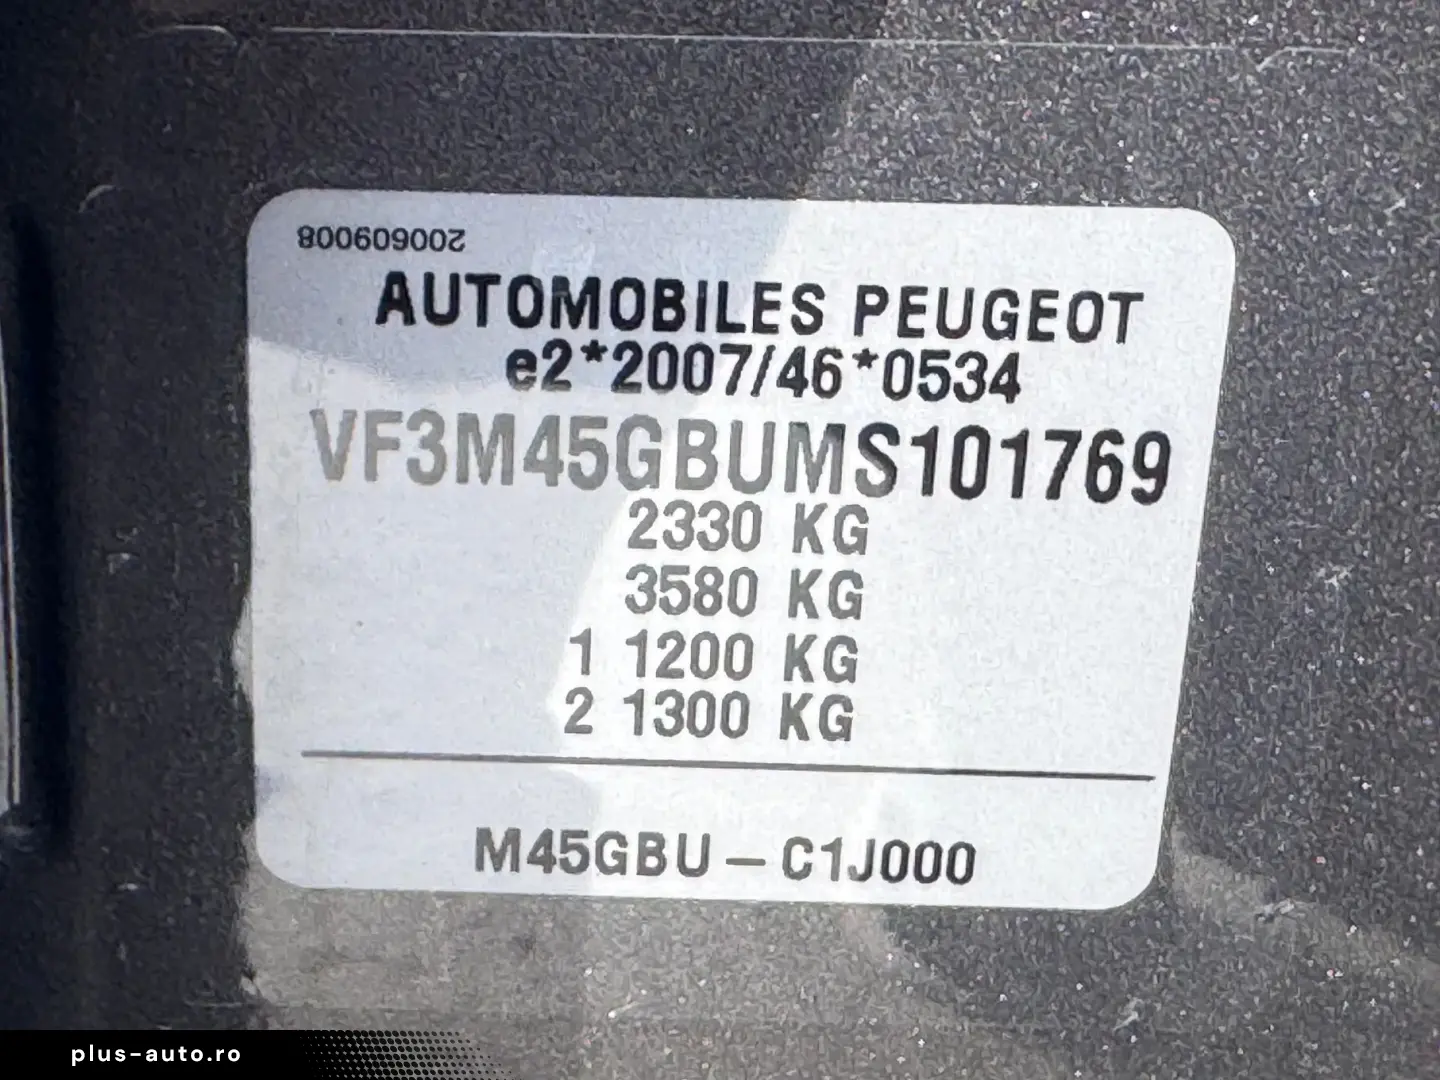 200609008
AUTOMOBILES PEUGEOT
e2*2007/46*0534
VF3M45GBUMS101769
2330 KG
3580 KG
1 1200 KG
2 1300 KG
M45GBU – C1J000
plus-auto.ro